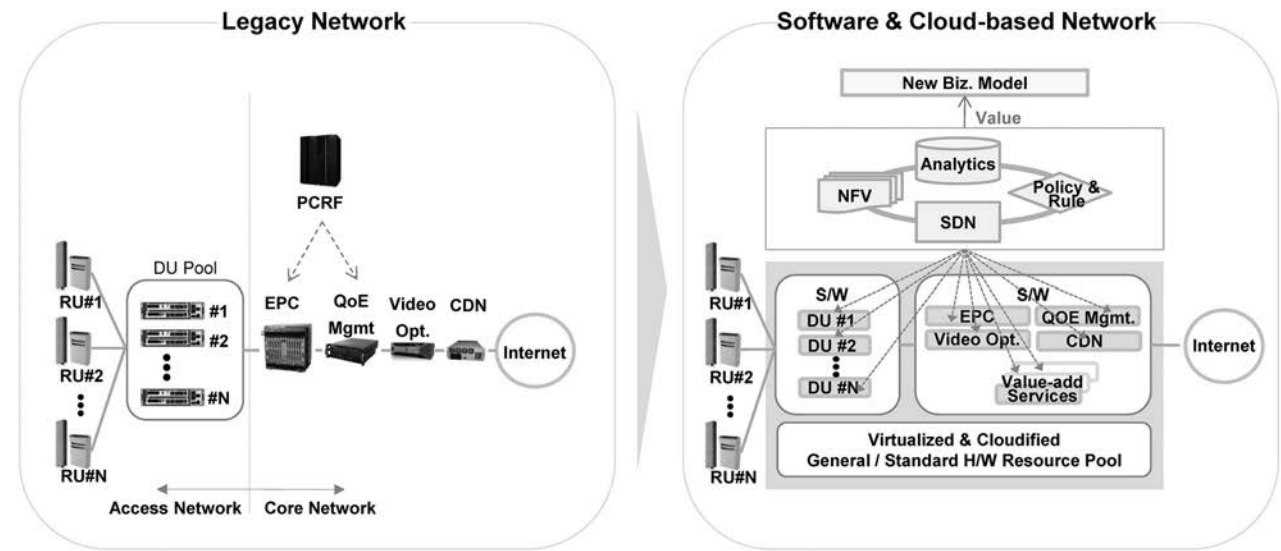 Legacy Network
PCRF
DU Pool
RU#1
RU#2
RU#N
#1
#2
#N
EPC
QoE
Mgmt
Video
Opt.
CDN
Internet
Access Network
Core Network
Software & Cloud-based Network
New Biz. Model
Value
Analytics
NFV
Policy &
Rule
SDN
RU#1
RU#2
RU#N
S/W
DU #1
DU #2
DU #N
S/W
EPC
QOE Mgmt.
Video Opt.
CDN
Value-add
Services
Internet
Virtualized & Cloudified
General / Standard H/W Resource Pool